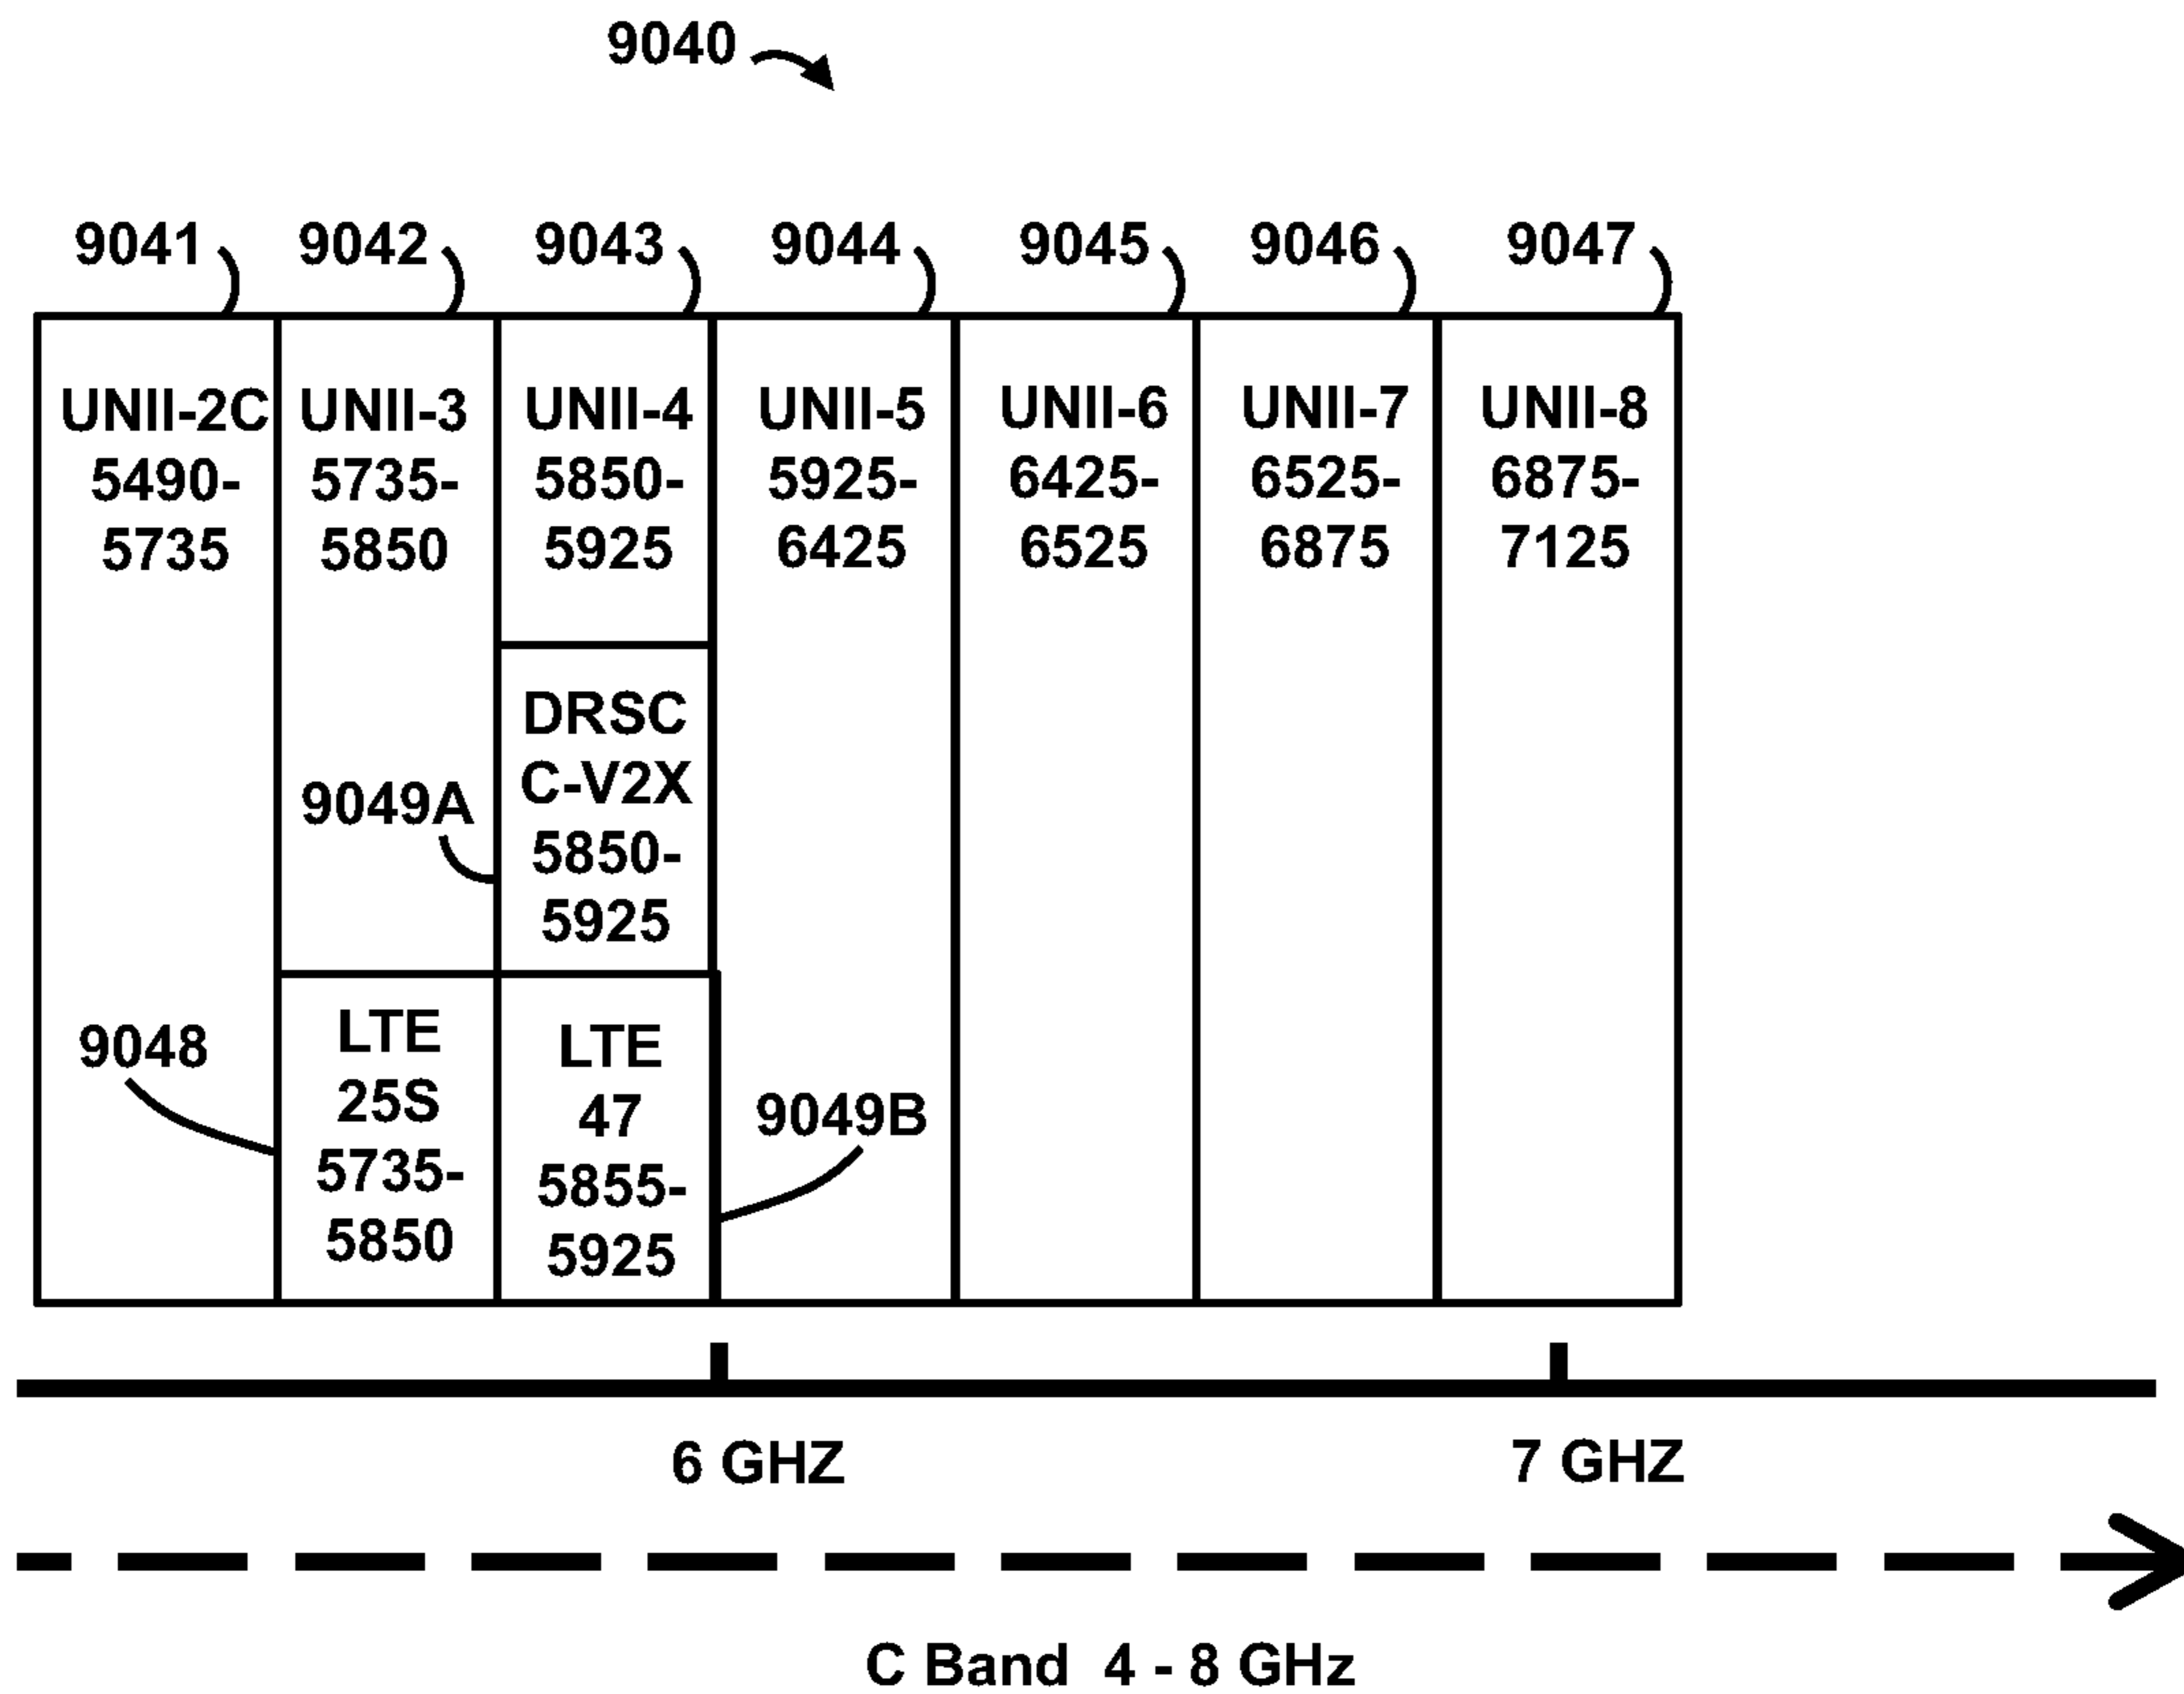 9040
9041 9042 9043 9044 9045 9046 9047
UNII-2C
5490-
5735
UNII-3
5735-
5850
UNII-4
5850-
5925
UNII-5
5925-
6425
UNII-6
6425-
6525
UNII-7
6525-
6875
UNII-8
6875-
7125
9049A
DRSC
C-V2X
5850-
5925
9048
LTE
25S
5735-
5850
LTE
47
5855-
5925
9049B
6 GHZ 7 GHZ
C Band 4 - 8 GHz